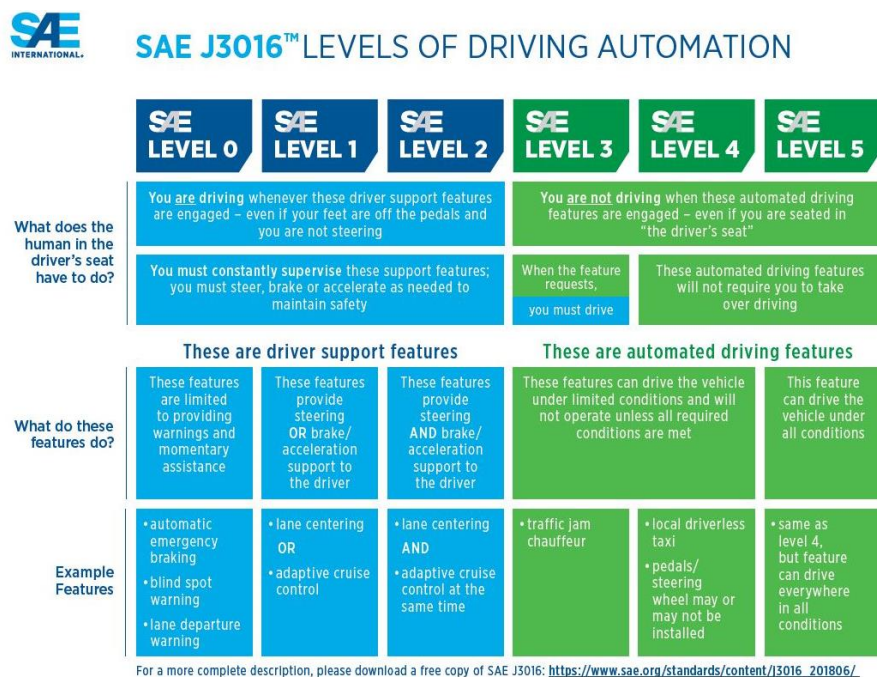 SAE
INTERNATIONAL®
SAE J3016™ LEVELS OF DRIVING AUTOMATION
SAE
LEVEL 0
SAE
LEVEL 1
SAE
LEVEL 2
SAE
LEVEL 3
SAE
LEVEL 4
SAE
LEVEL 5
What does the
human in the
driver's seat
have to do?
You are driving whenever these driver support features
are engaged – even if your feet are off the pedals and
you are not steering
You are not driving when these automated driving
features are engaged – even if you are seated in
"the driver's seat"
You must constantly supervise these support features;
you must steer, brake or accelerate as needed to
maintain safety
When the feature
requests,
you must drive
These automated driving features
will not require you to take
over driving
These are driver support features
These are automated driving features
What do these
features do?
These features
are limited
to providing
warnings and
momentary
assistance
These features
provide
steering
OR brake/
acceleration
support to
the driver
These features
provide
steering
AND brake/
acceleration
support to
the driver
These features can drive the vehicle
under limited conditions and will
not operate unless all required
conditions are met
This feature
can drive the
vehicle under
all conditions
Example
Features
• automatic
emergency
braking
• blind spot
warning
• lane departure
warning
• lane centering
OR
• adaptive cruise
control
• lane centering
AND
• adaptive cruise
control at the
same time
• traffic jam
chauffeur
• local driverless
taxi
• pedals/
steering
wheel may or
may not be
installed
• same as
level 4,
but feature
can drive
everywhere
in all
conditions
For a more complete description, please download a free copy of SAE J3016: https://www.sae.org/standards/content/j3016_201806/